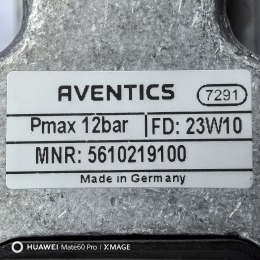 AVENTICS 7291
Pmax 12bar FD: 23W10
MNR: 5610219100
Made in Germany
HUAWEI Mate60 Pro | XMAGE